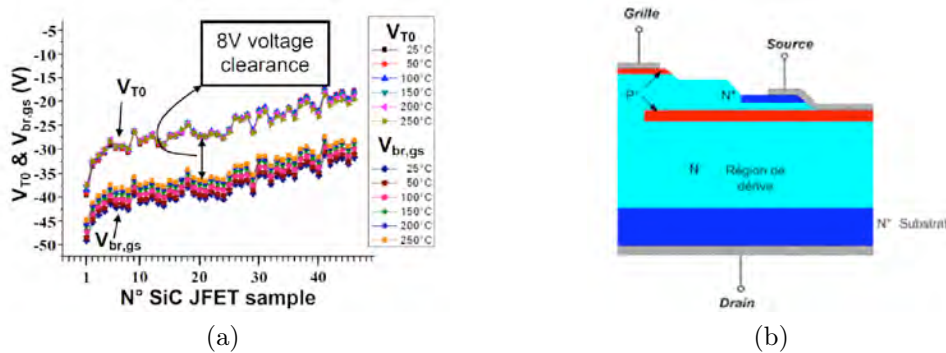 8V voltage
clearance
V_T0 & V_br,gs (V)
-5
-10
-15
-20
-25
-30
-35
-40
-45
-50
V_T0
V_br,gs
1
10
20
30
40
N° SiC JFET sample
V_T0
25°C
50°C
100°C
150°C
200°C
250°C
V_br,gs
25°C
50°C
100°C
150°C
200°C
250°C
(a)
Grille
Source
P⁺
N⁺
N⁻
Région de
dérive
N⁺ Substrat
Drain
(b)